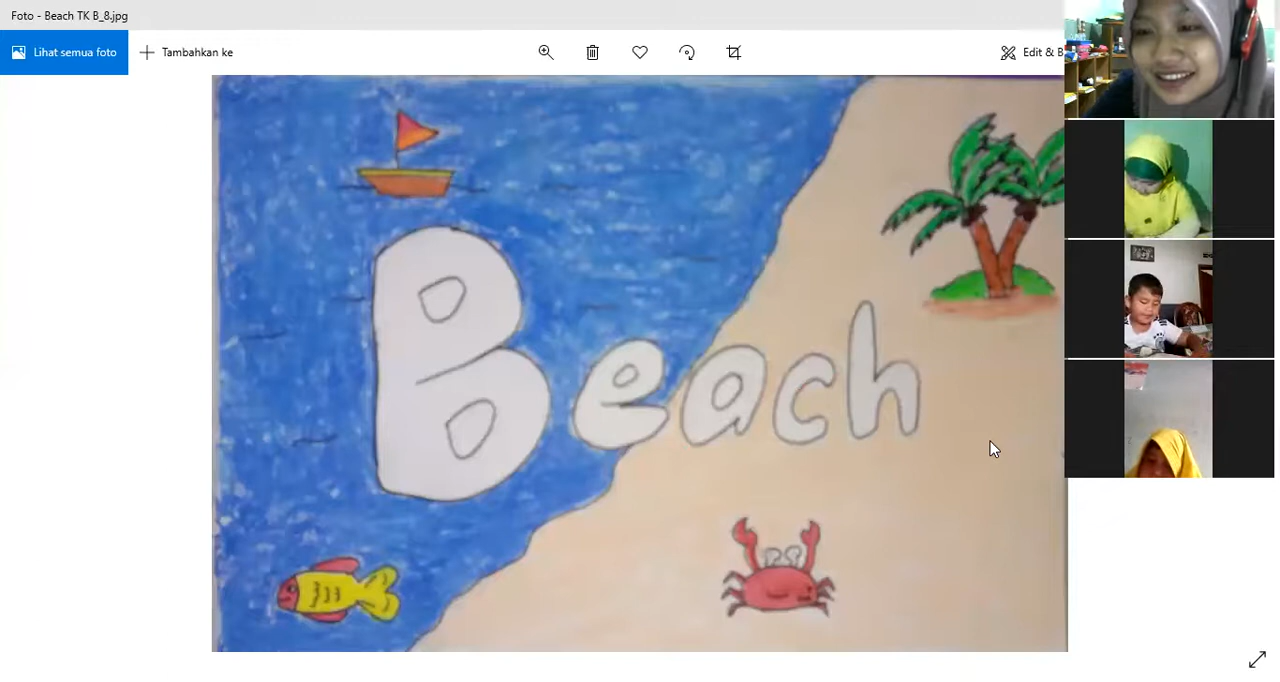 Foto - Beach TK B_8.jpg
Lihat semua foto
Tambahkan ke
Edit & B
Beach